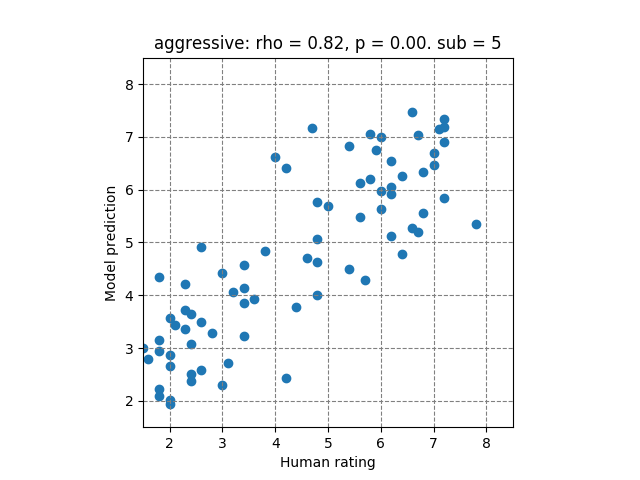 aggressive: rho = 0.82, p = 0.00. sub = 5
Model prediction
8
7
6
5
4
3
2
2 3 4 5 6 7 8
Human rating